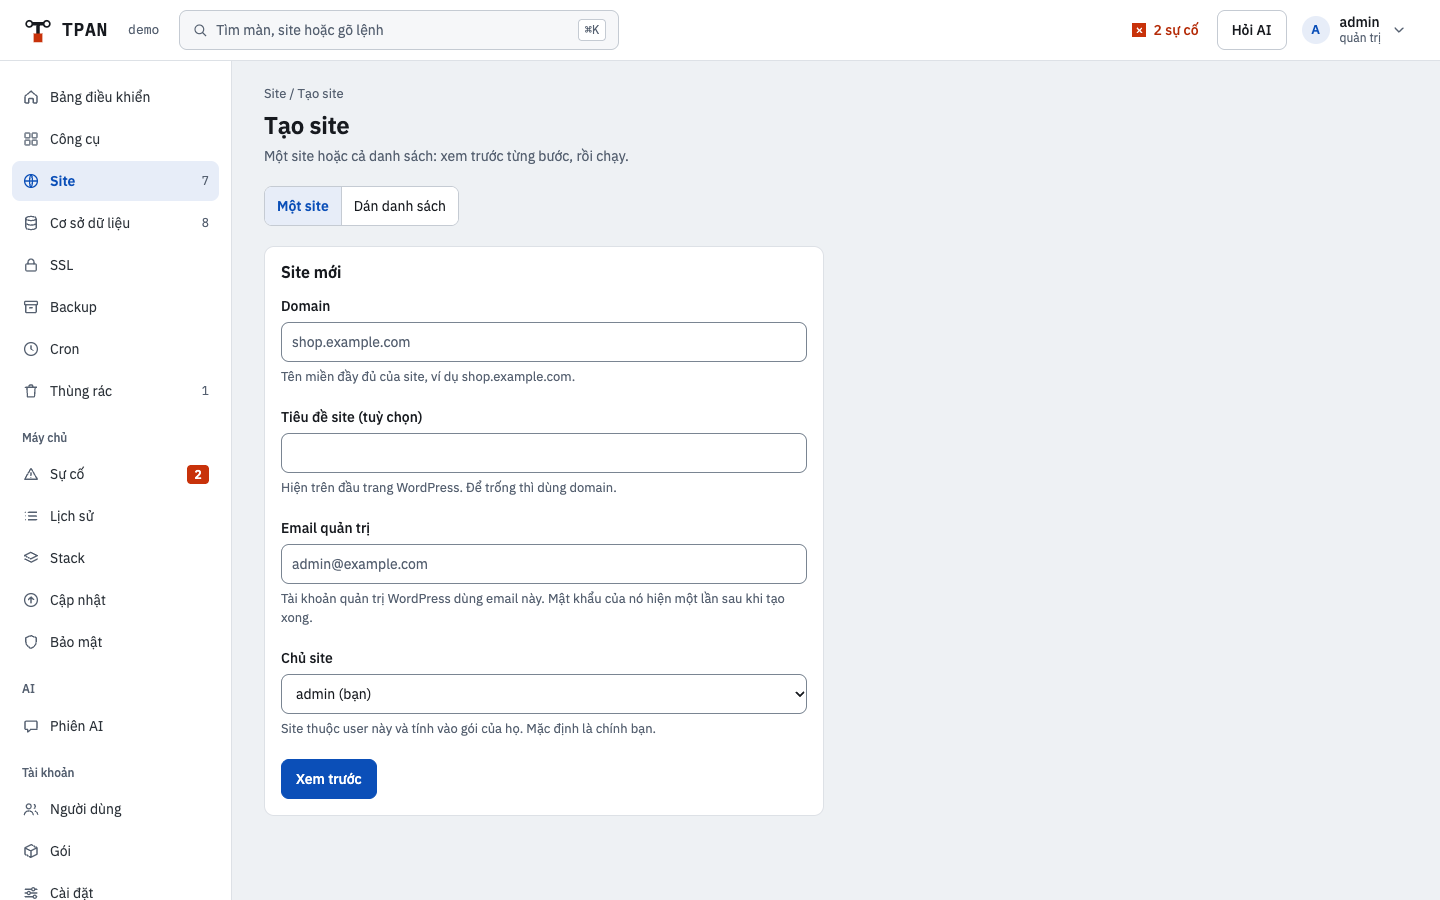 TPAN
demo
Tìm màn, site hoặc gõ lệnh
⌘K
2 sự cố
Hỏi AI
A
admin
quản trị
Bảng điều khiển
Công cụ
Site
7
Cơ sở dữ liệu
8
SSL
Backup
Cron
Thùng rác
1
Máy chủ
Sự cố
2
Lịch sử
Stack
Cập nhật
Bảo mật
AI
Phiên AI
Tài khoản
Người dùng
Gói
Cài đặt
Site / Tạo site
Tạo site
Một site hoặc cả danh sách: xem trước từng bước, rồi chạy.
Một site
Dán danh sách
Site mới
Domain
shop.example.com
Tên miền đầy đủ của site, ví dụ shop.example.com.
Tiêu đề site (tuỳ chọn)
Hiện trên đầu trang WordPress. Để trống thì dùng domain.
Email quản trị
admin@example.com
Tài khoản quản trị WordPress dùng email này. Mật khẩu của nó hiện một lần sau khi tạo
xong.
Chủ site
admin (bạn)
Site thuộc user này và tính vào gói của họ. Mặc định là chính bạn.
Xem trước